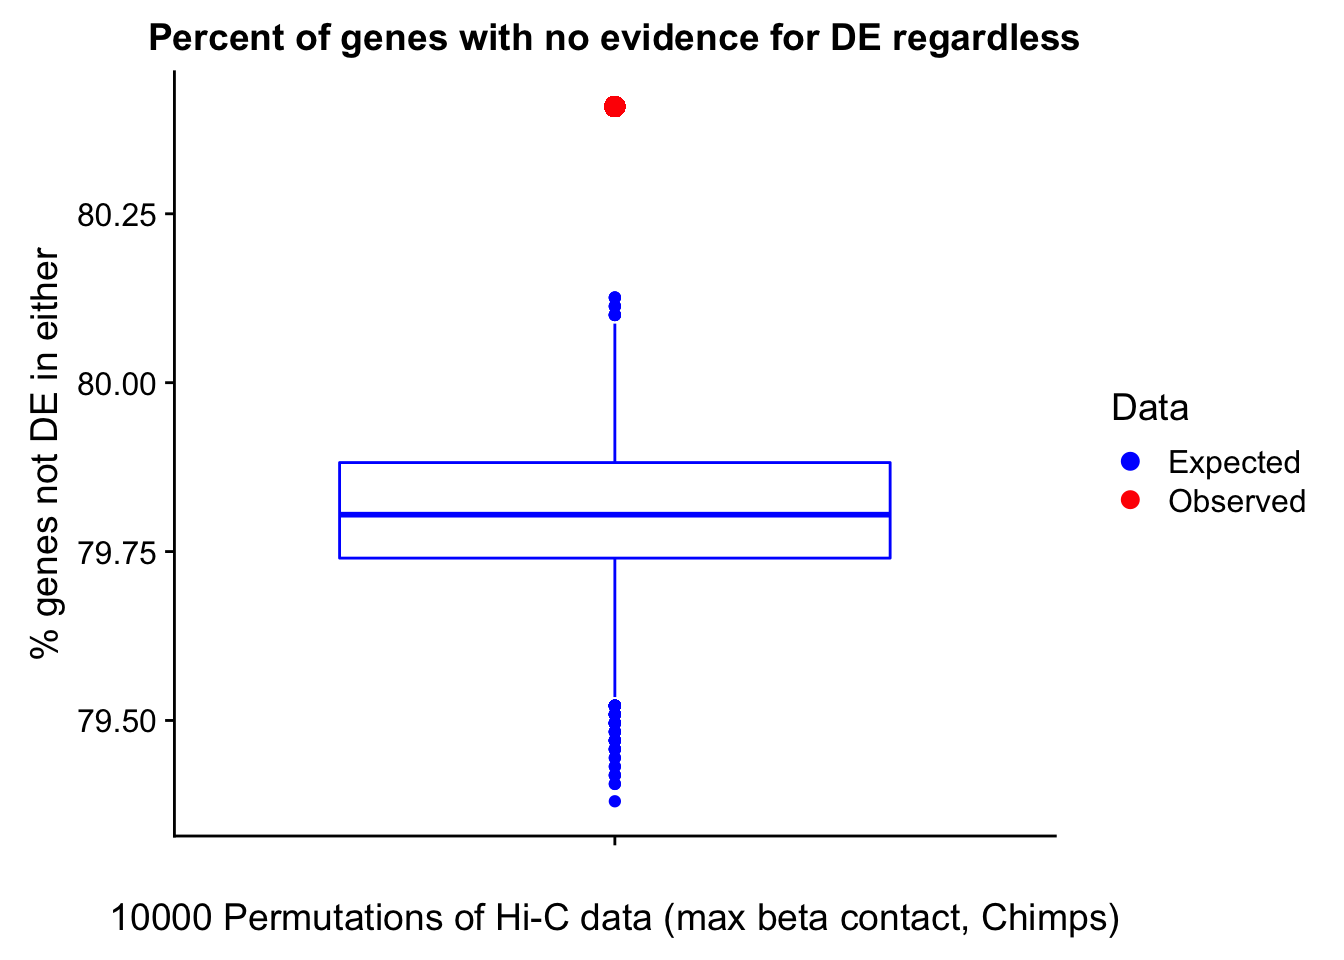 Percent of genes with no evidence for DE regardless
% genes not DE in either
80.25
80.00
79.75
79.50
Data
Expected
Observed
10000 Permutations of Hi-C data (max beta contact, Chimps)